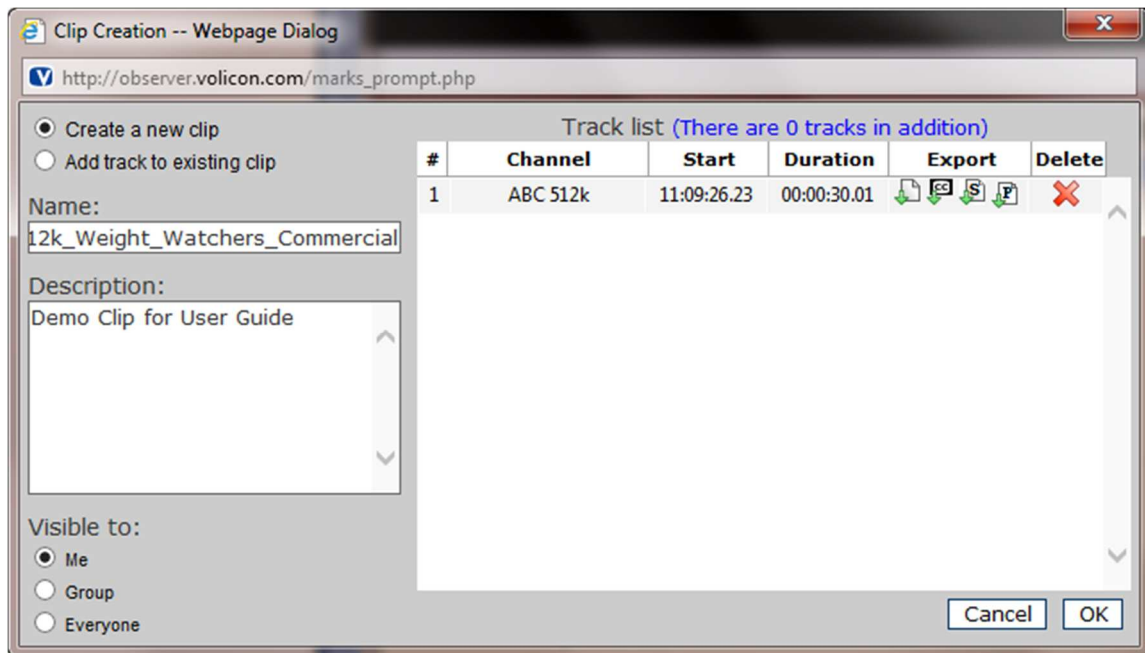 Clip Creation -- Webpage Dialog
x
http://observer.volicon.com/marks_prompt.php
Create a new clip
Add track to existing clip
Name:
12k_Weight_Watchers_Commercial
Description:
Demo Clip for User Guide
Visible to:
Me
Group
Everyone
Track list (There are 0 tracks in addition)
# Channel Start Duration Export Delete
1 ABC 512k 11:09:26.23 00:00:30.01 CC S P
Cancel OK